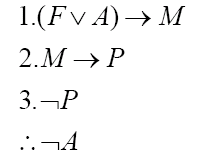 1.(F ∨ A) → M
2.M → P
3.¬P
∴¬A